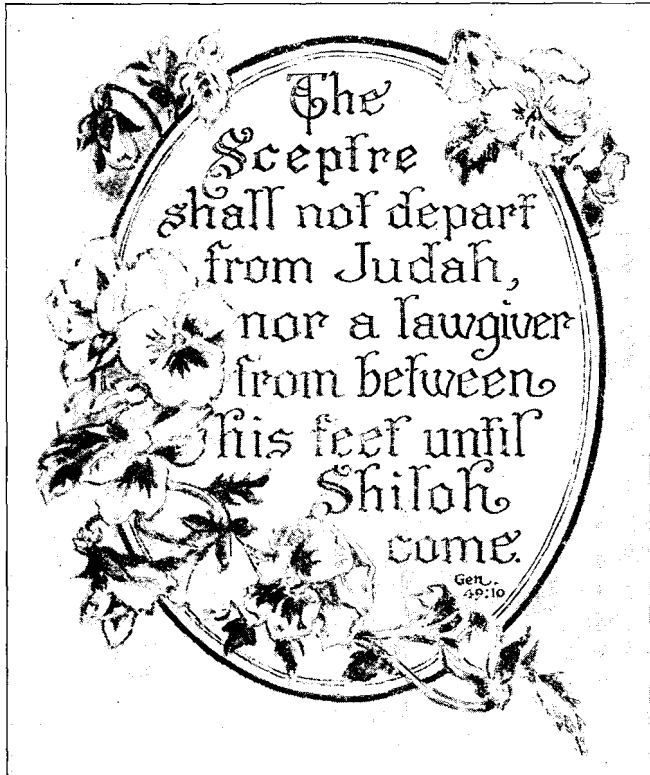 The
Sceptre
shall not depart
from Judah,
nor a lawgiver
from between
his feet until
Shiloh
come.
Gen.
49:10